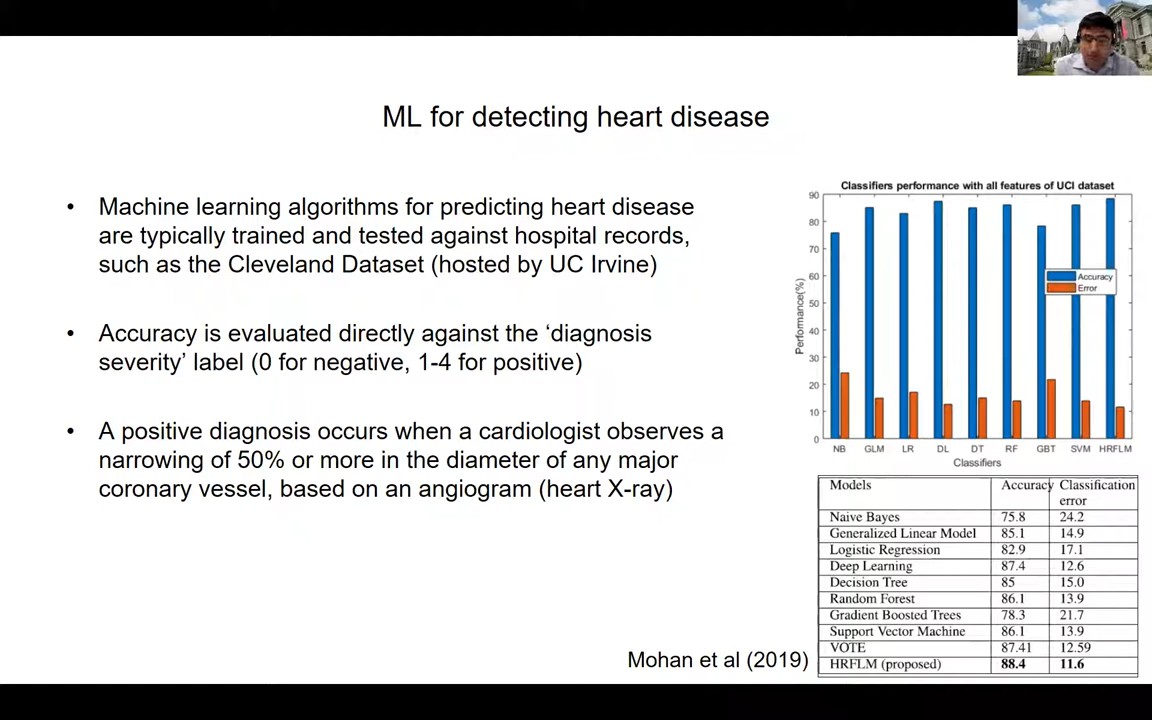 ML for detecting heart disease
• Machine learning algorithms for predicting heart disease
are typically trained and tested against hospital records,
such as the Cleveland Dataset (hosted by UC Irvine)
• Accuracy is evaluated directly against the ‘diagnosis
severity’ label (0 for negative, 1-4 for positive)
• A positive diagnosis occurs when a cardiologist observes a
narrowing of 50% or more in the diameter of any major
coronary vessel, based on an angiogram (heart X-ray)
Classifiers performance with all features of UCI dataset
90
80
70
60
50
40
30
20
10
0
Performance(%)
Accuracy
Error
NB GLM LR DL DT RF GBT SVM HRFLM
Classifiers
Models Accuracy Classification
error
Naive Bayes 75.8 24.2
Generalized Linear Model 85.1 14.9
Logistic Regression 82.9 17.1
Deep Learning 87.4 12.6
Decision Tree 85 15.0
Random Forest 86.1 13.9
Gradient Boosted Trees 78.3 21.7
Support Vector Machine 86.1 13.9
VOTE 87.41 12.59
HRFLM (proposed) 88.4 11.6
Mohan et al (2019)